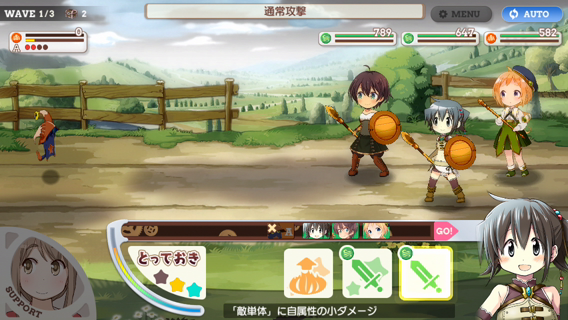 WAVE 1/3
2
通常攻撃
MENU
AUTO
0
A
789
647
582
GO!
とっておき
SUPPORT
「敵単体」に自属性の小ダメージ